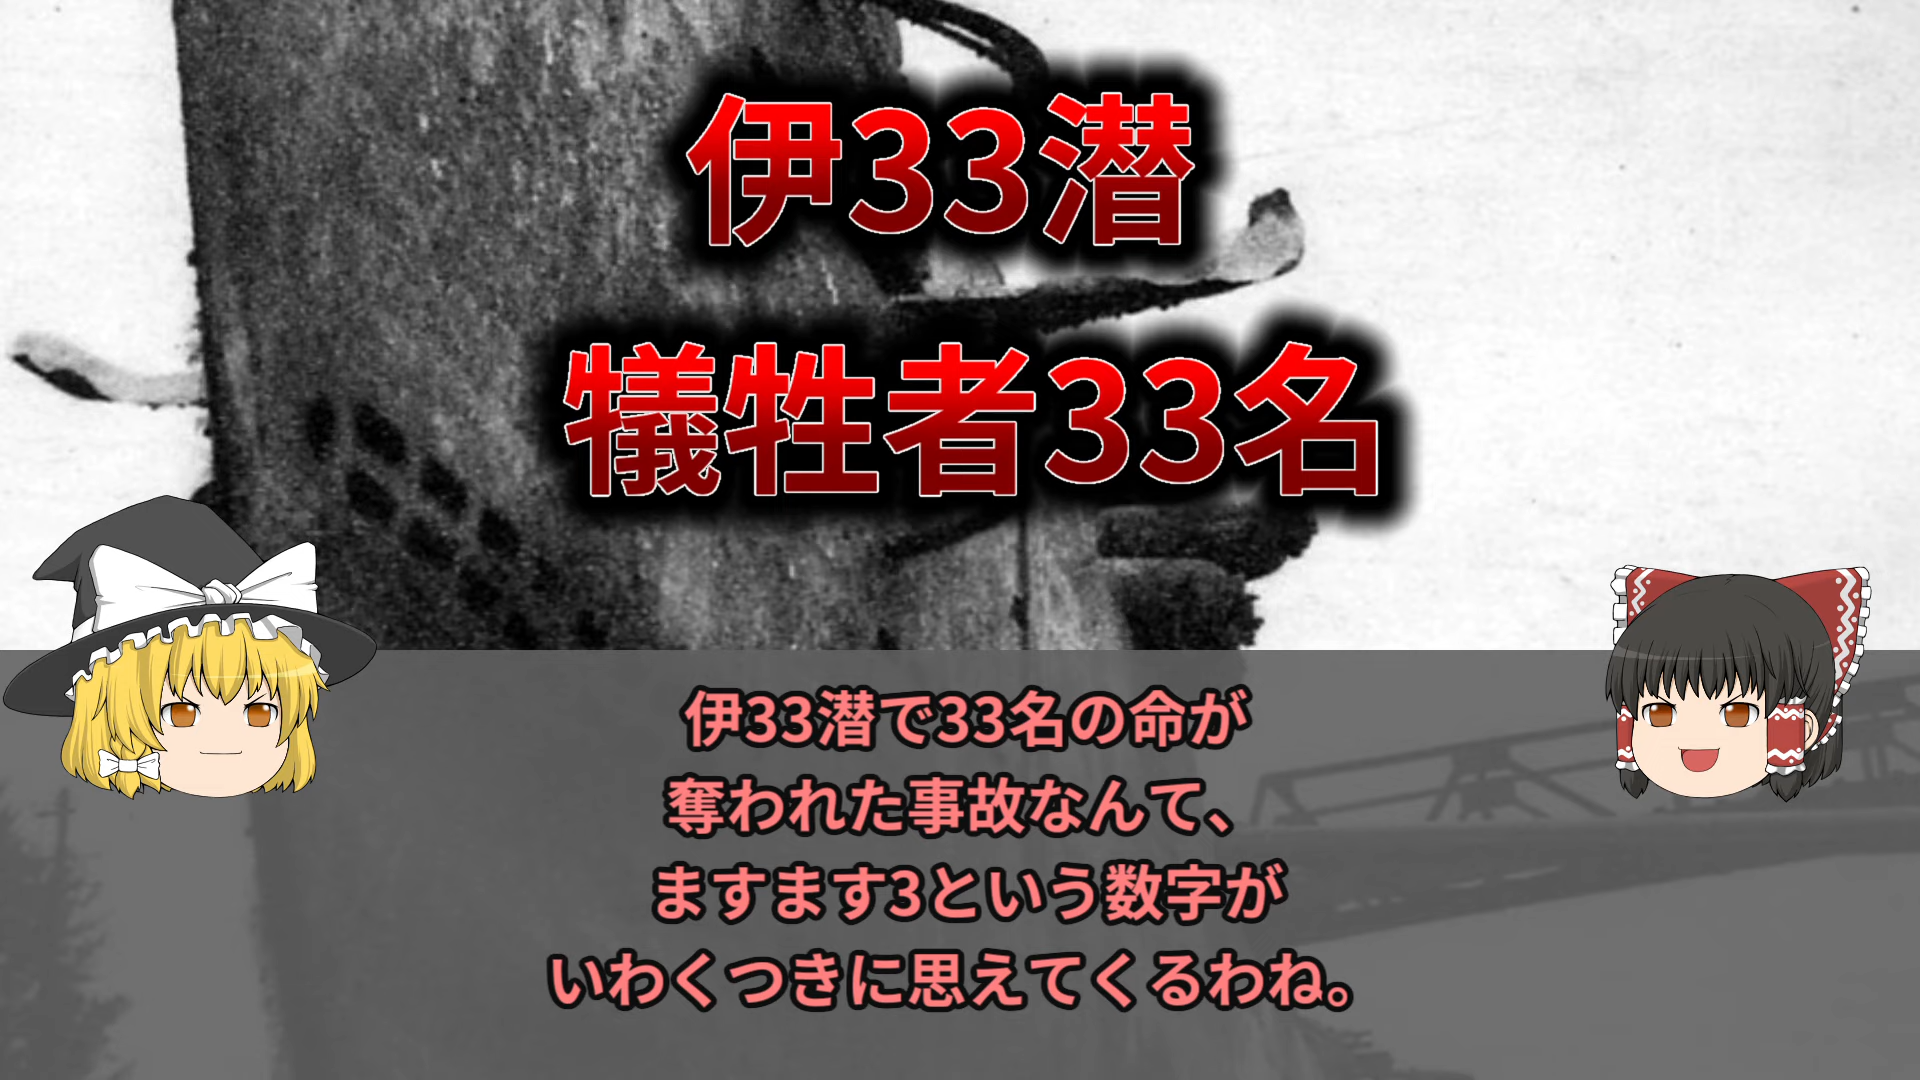 伊33潜
犠牲者33名
伊33潜で33名の命が
奪われた事故なんて、
ますます3という数字が
いわくつきに思えてくるわね。